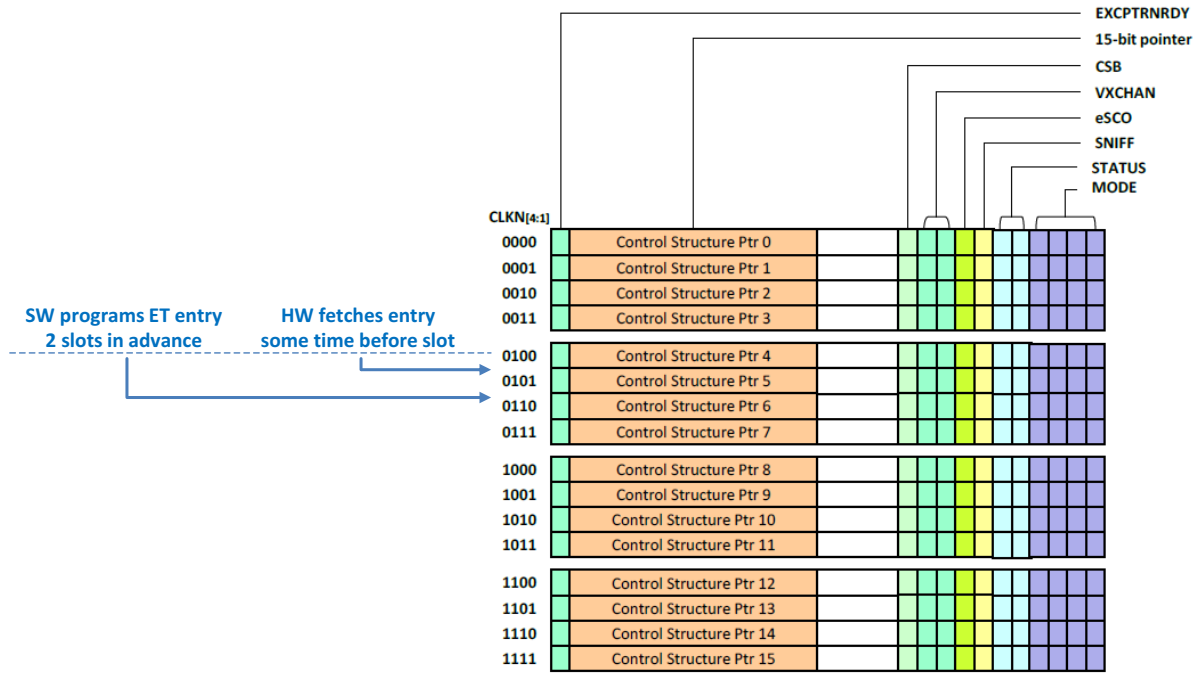 EXCPTRNRDY
15-bit pointer
CSB
VXCHAN
eSCO
SNIFF
STATUS
MODE
CLKN[4:1]
0000 Control Structure Ptr 0
0001 Control Structure Ptr 1
0010 Control Structure Ptr 2
0011 Control Structure Ptr 3
SW programs ET entry
2 slots in advance
HW fetches entry
some time before slot
0100 Control Structure Ptr 4
0101 Control Structure Ptr 5
0110 Control Structure Ptr 6
0111 Control Structure Ptr 7
1000 Control Structure Ptr 8
1001 Control Structure Ptr 9
1010 Control Structure Ptr 10
1011 Control Structure Ptr 11
1100 Control Structure Ptr 12
1101 Control Structure Ptr 13
1110 Control Structure Ptr 14
1111 Control Structure Ptr 15